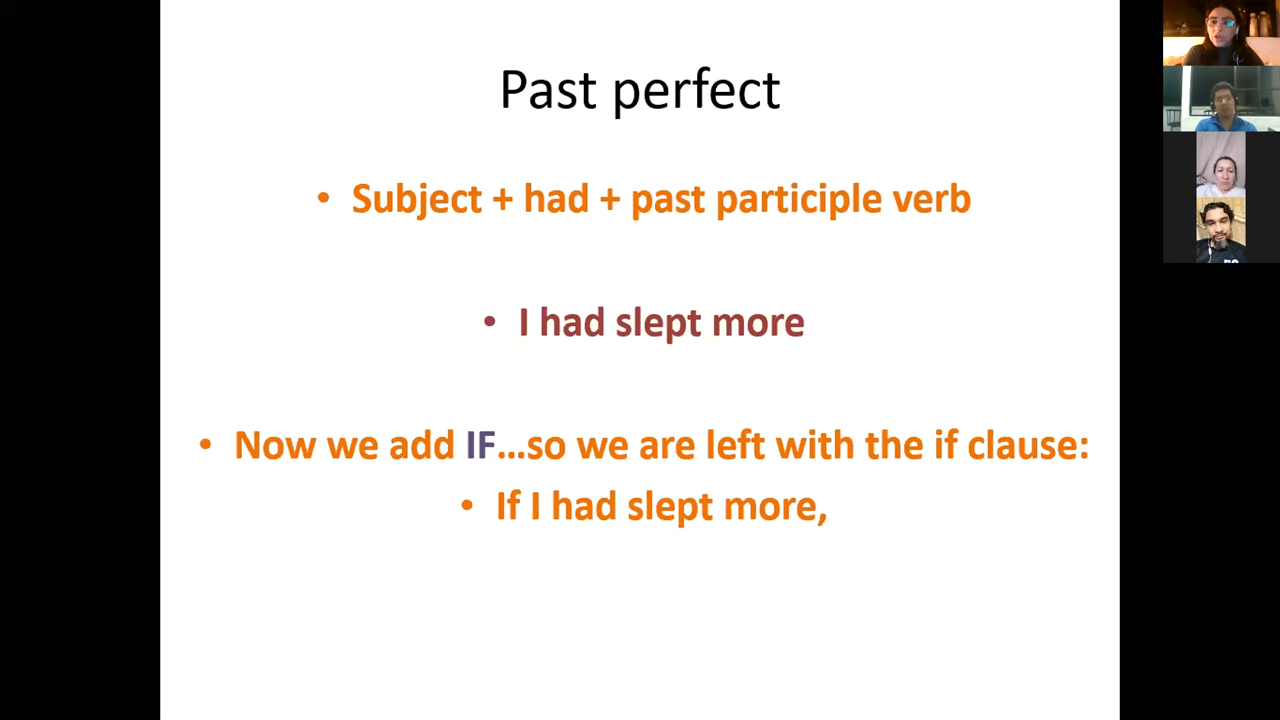 Past perfect
• Subject + had + past participle verb
• I had slept more
• Now we add IF...so we are left with the if clause:
• If I had slept more,